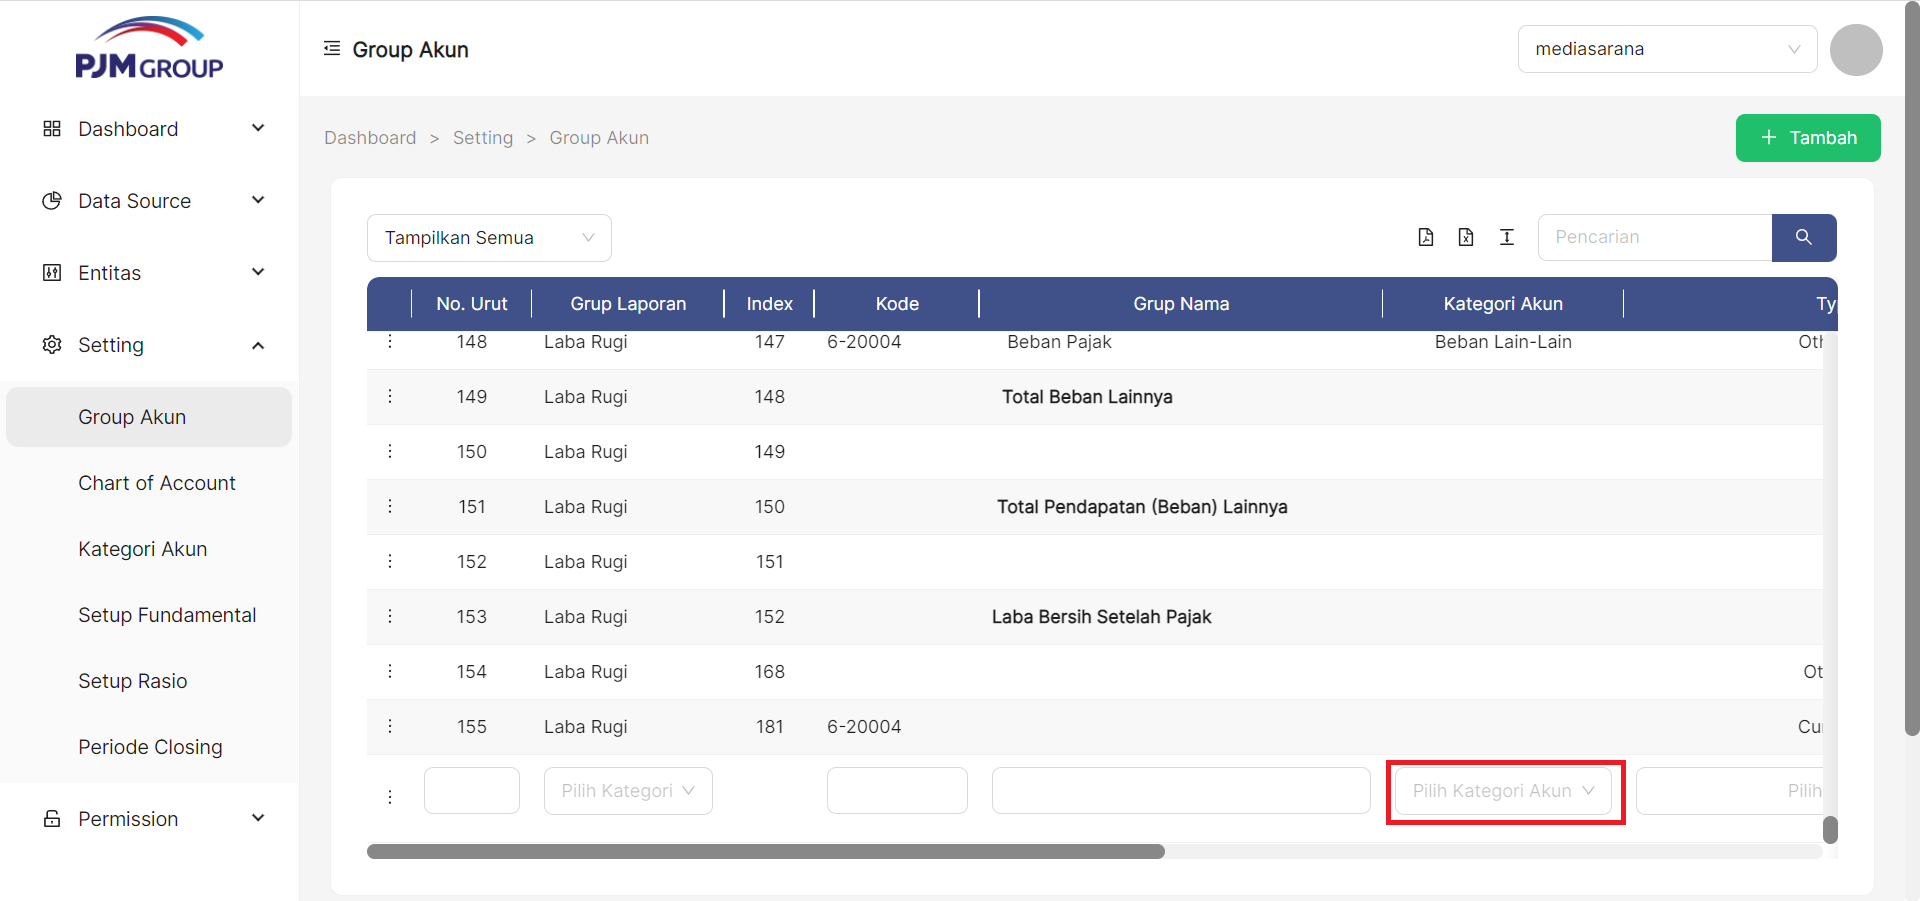 PJM GROUP
Group Akun
mediasarana
Dashboard
Data Source
Entitas
Setting
Group Akun
Chart of Account
Kategori Akun
Setup Fundamental
Setup Rasio
Periode Closing
Permission
Dashboard > Setting > Group Akun
+ Tambah
Tampilkan Semua
Pencarian
No. Urut Grup Laporan Index Kode Grup Nama Kategori Akun
148 Laba Rugi 147 6-20004 Beban Pajak Beban Lain-Lain
149 Laba Rugi 148 Total Beban Lainnya
150 Laba Rugi 149
151 Laba Rugi 150 Total Pendapatan (Beban) Lainnya
152 Laba Rugi 151
153 Laba Rugi 152 Laba Bersih Setelah Pajak
154 Laba Rugi 168 Ot
155 Laba Rugi 181 6-20004
Pilih Kategori Pilih Kategori Akun Pilih